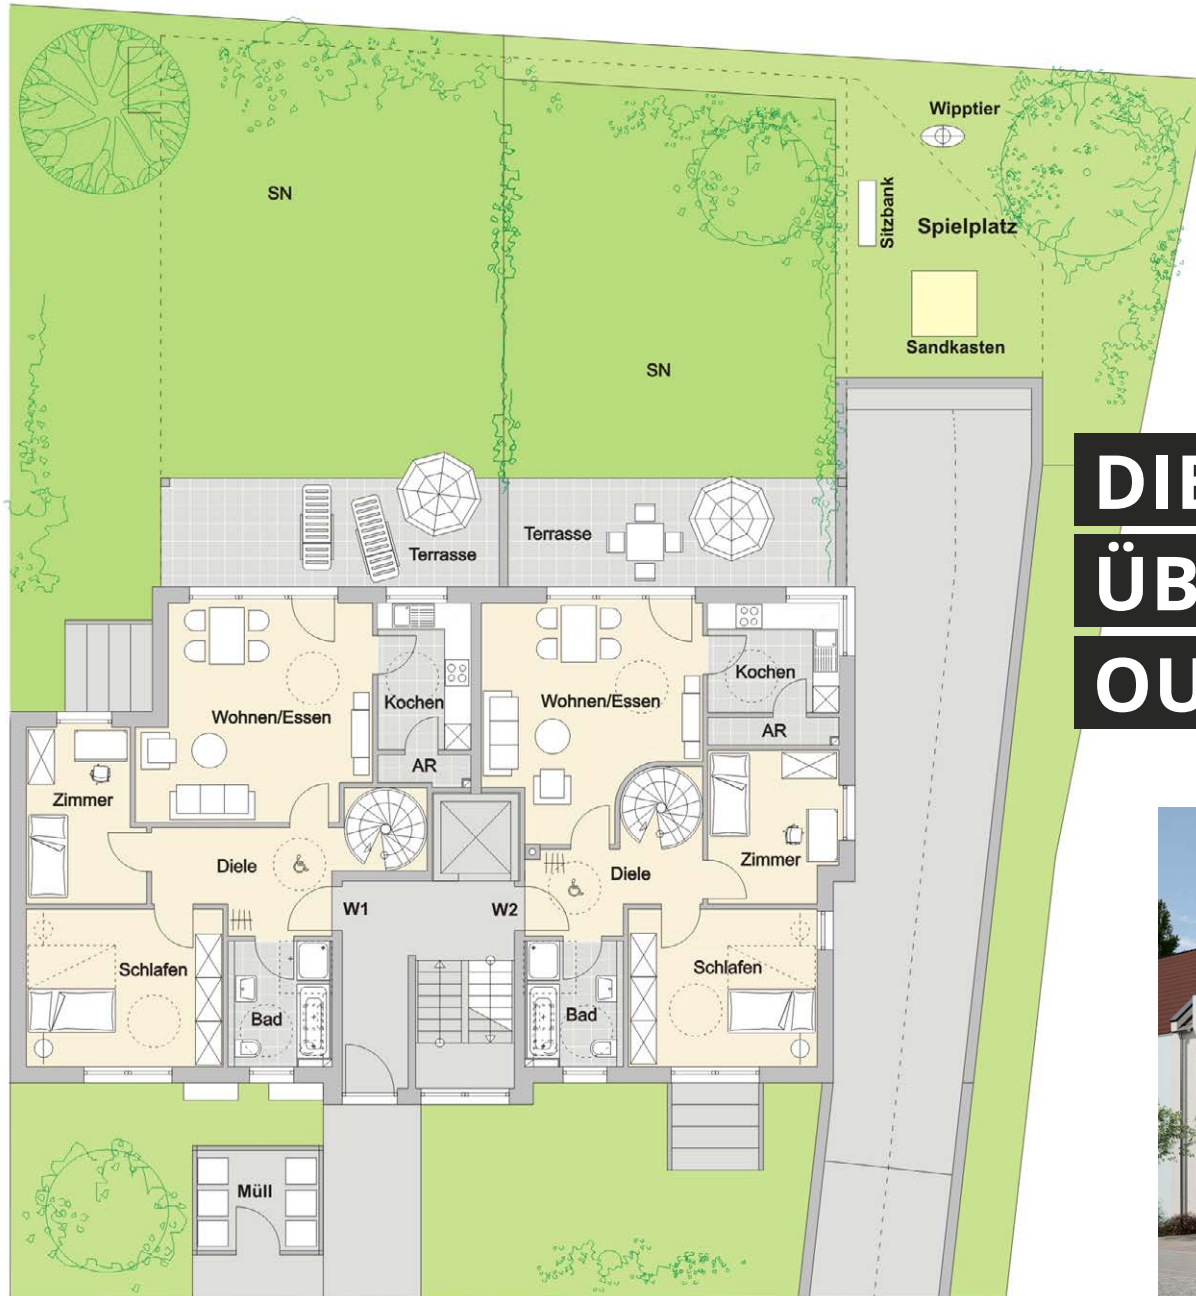 Wipptier
SN
Sitzbank
Spielplatz
Sandkasten
SN
DIE
ÜB
OU
Terrasse
Terrasse
Kochen
Kochen
Wohnen/Essen
Wohnen/Essen
AR
AR
Zimmer
Zimmer
Diele
Diele
W1
W2
Schlafen
Schlafen
Bad
Bad
Müll